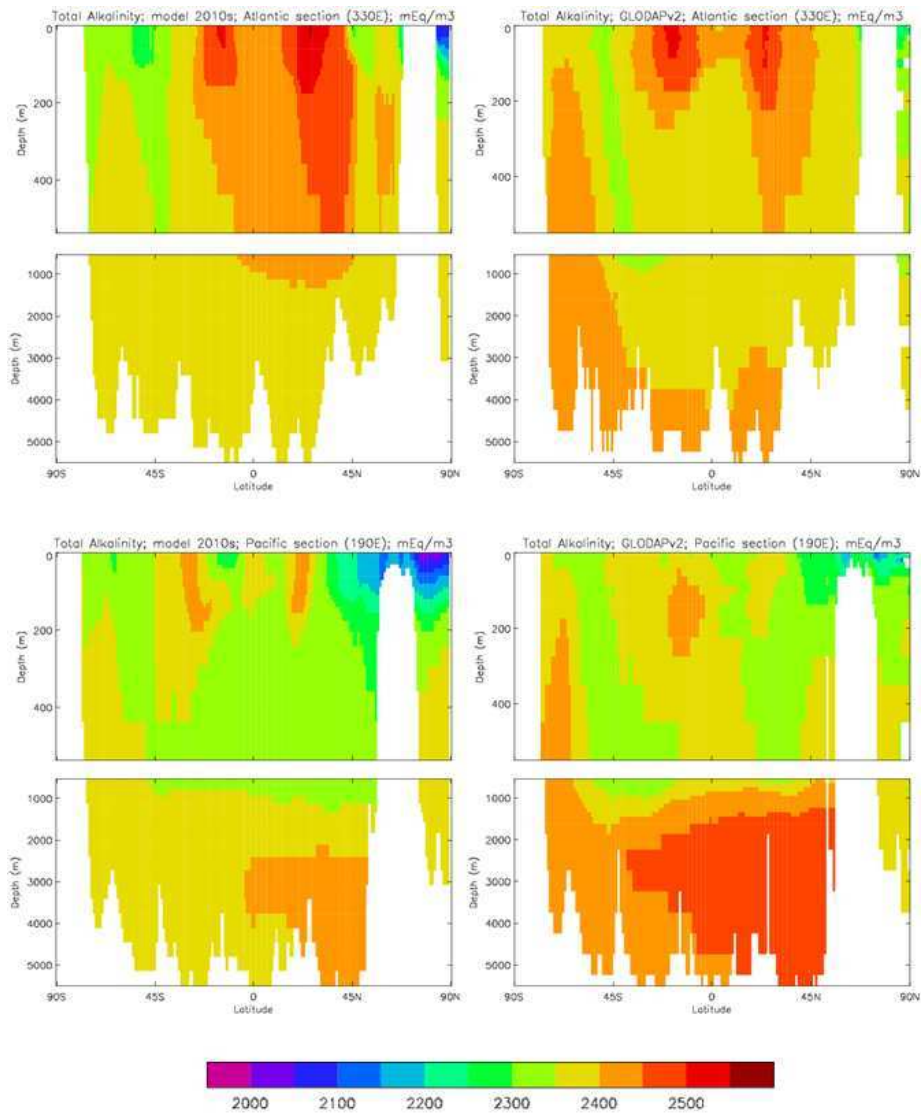 Total Alkalinity; model 2010s; Atlantic section (330E); mEq/m3
Total Alkalinity; GLODAPv2; Atlantic section (330E); mEq/m3
0
200
400
Depth (m)
0
200
400
Depth (m)
1000
2000
3000
4000
5000
Depth (m)
90S 45S 0 45N 90N
Latitude
1000
2000
3000
4000
5000
Depth (m)
90S 45S 0 45N 90N
Latitude
Total Alkalinity; model 2010s; Pacific section (190E); mEq/m3
Total Alkalinity; GLODAPv2; Pacific section (190E); mEq/m3
0
200
400
Depth (m)
0
200
400
Depth (m)
1000
2000
3000
4000
5000
Depth (m)
90S 45S 0 45N 90N
Latitude
1000
2000
3000
4000
5000
Depth (m)
90S 45S 0 45N 90N
Latitude
2000 2100 2200 2300 2400 2500